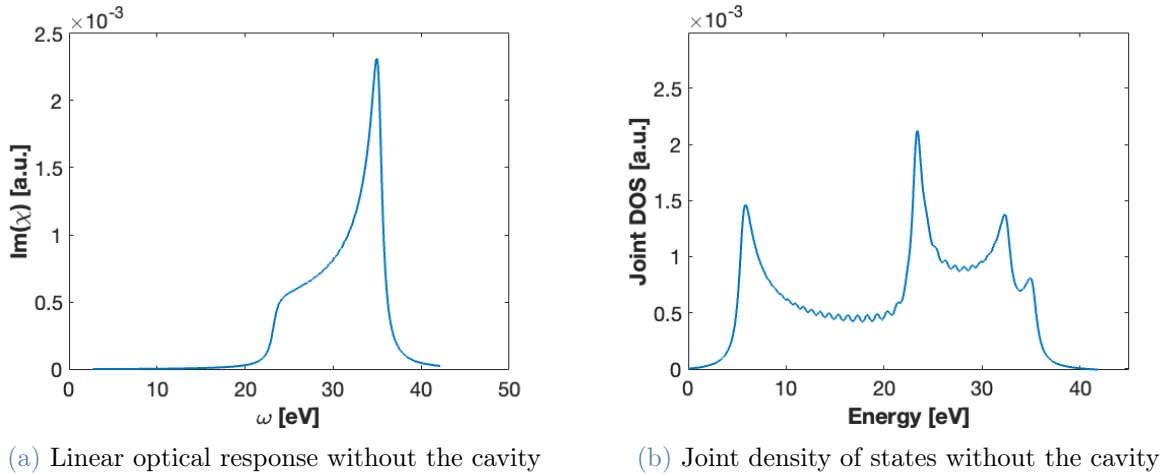 ×10⁻³
2.5
2
1.5
1
0.5
0
Im(χ) [a.u.]
0 10 20 30 40 50
ω [eV]
(a) Linear optical response without the cavity
×10⁻³
2.5
2
1.5
1
0.5
0
Joint DOS [a.u.]
0 10 20 30 40
Energy [eV]
(b) Joint density of states without the cavity